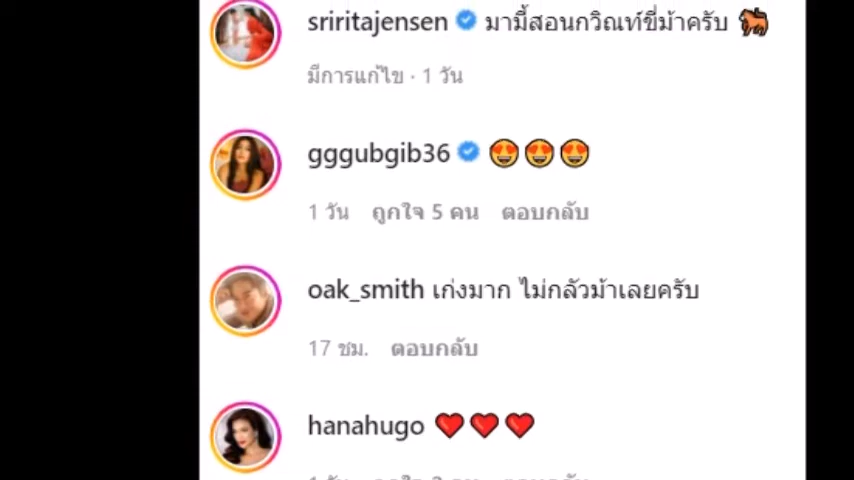 sriritajensen มามี้สอนกวิณท์ขี่ม้าครับ 🐎
มีการแก้ไข · 1 วัน
gggubgib36 😍😍😍
1 วัน ถูกใจ 5 คน ตอบกลับ
oak_smith เก่งมาก ไม่กลัวม้าเลยครับ
17 ชม. ตอบกลับ
hanahugo ❤️❤️❤️